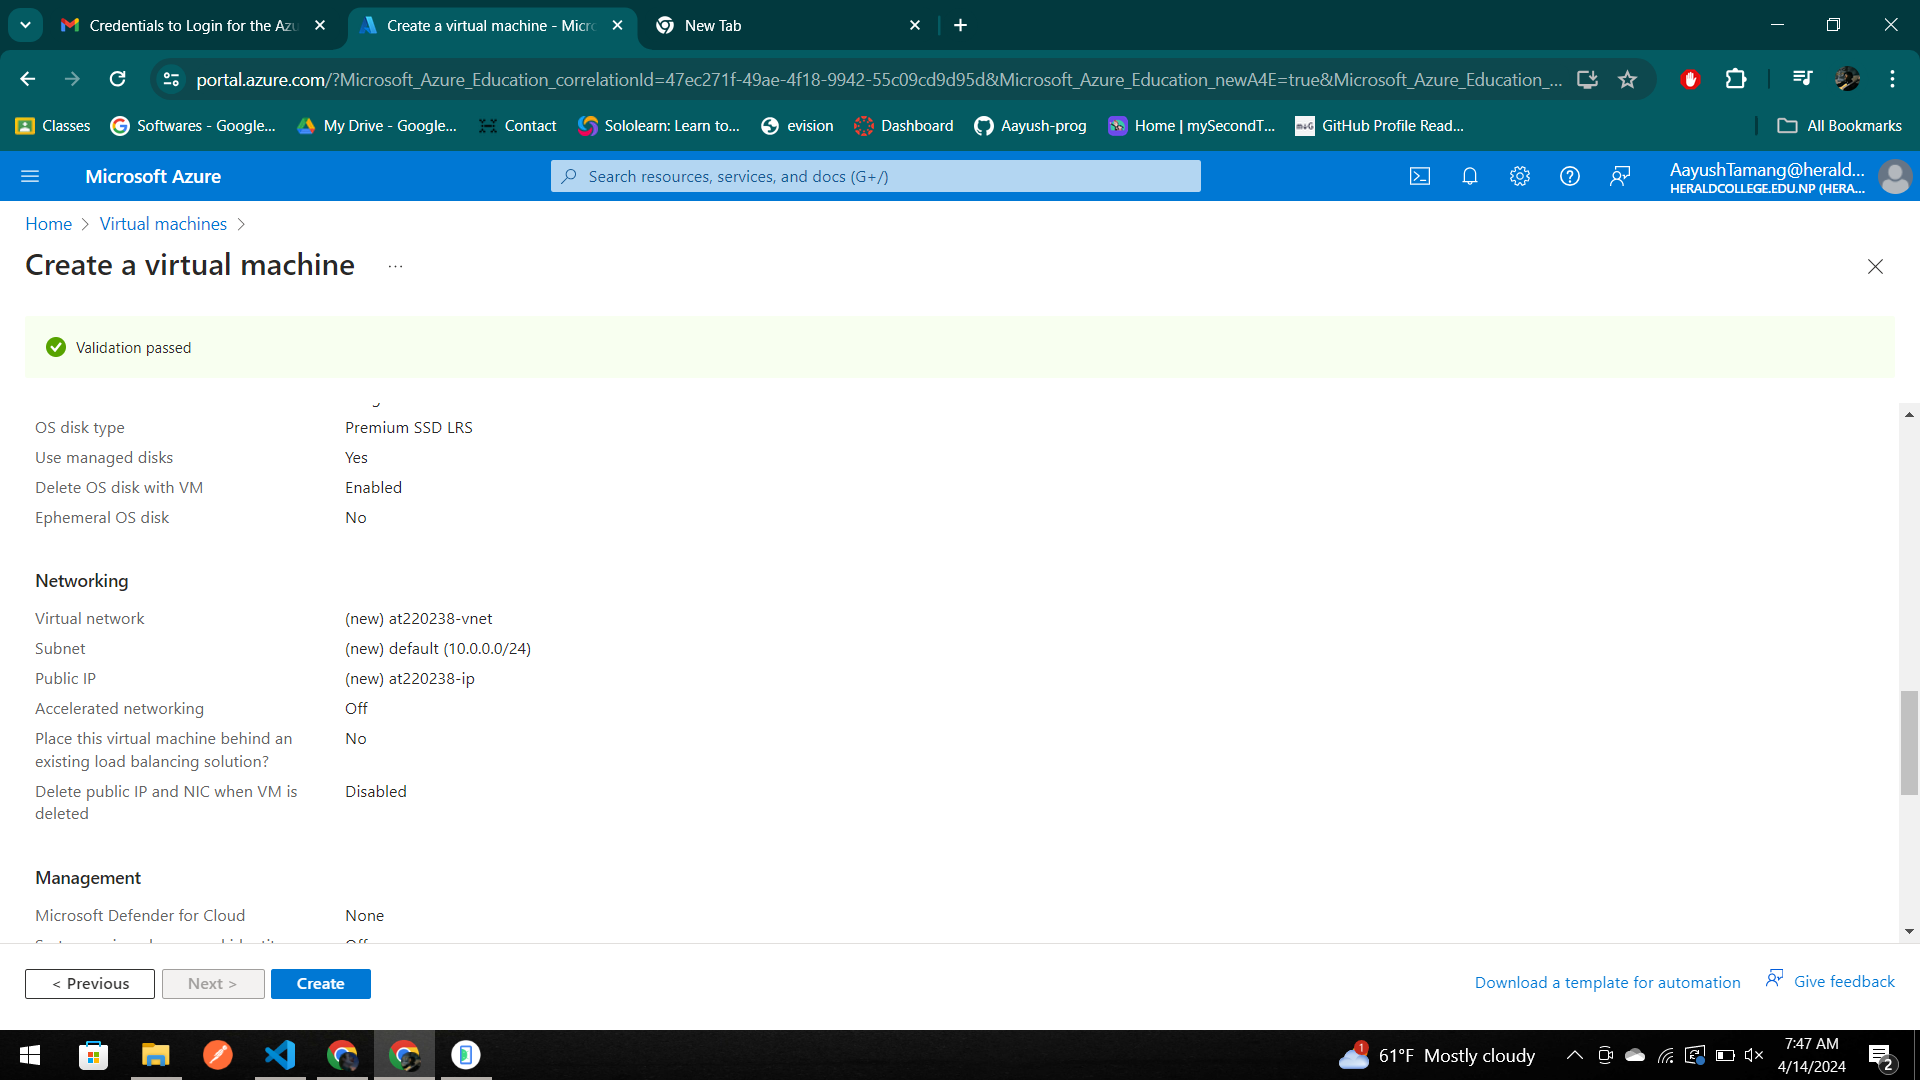 Credentials to Login for the Azu
Create a virtual machine - Micro
New Tab
portal.azure.com/?Microsoft_Azure_Education_correlationId=47ec271f-49ae-4f18-9942-55c09cd9d95d&Microsoft_Azure_Education_newA4E=true&Microsoft_Azure_Education_...
Classes Softwares - Google... My Drive - Google... Contact Sololearn: Learn to... evision Dashboard Aayush-prog Home | mySecondT... GitHub Profile Read... All Bookmarks
Microsoft Azure
Search resources, services, and docs (G+/)
AayushTamang@herald...
HERALDCOLLEGE.EDU.NP (HERA...
Home > Virtual machines >
Create a virtual machine ...
Validation passed
OS disk type Premium SSD LRS
Use managed disks Yes
Delete OS disk with VM Enabled
Ephemeral OS disk No
Networking
Virtual network (new) at220238-vnet
Subnet (new) default (10.0.0.0/24)
Public IP (new) at220238-ip
Accelerated networking Off
Place this virtual machine behind an No
existing load balancing solution?
Delete public IP and NIC when VM is Disabled
deleted
Management
Microsoft Defender for Cloud None
< Previous Next > Create
Download a template for automation Give feedback
1
61°F Mostly cloudy
7:47 AM
4/14/2024
2